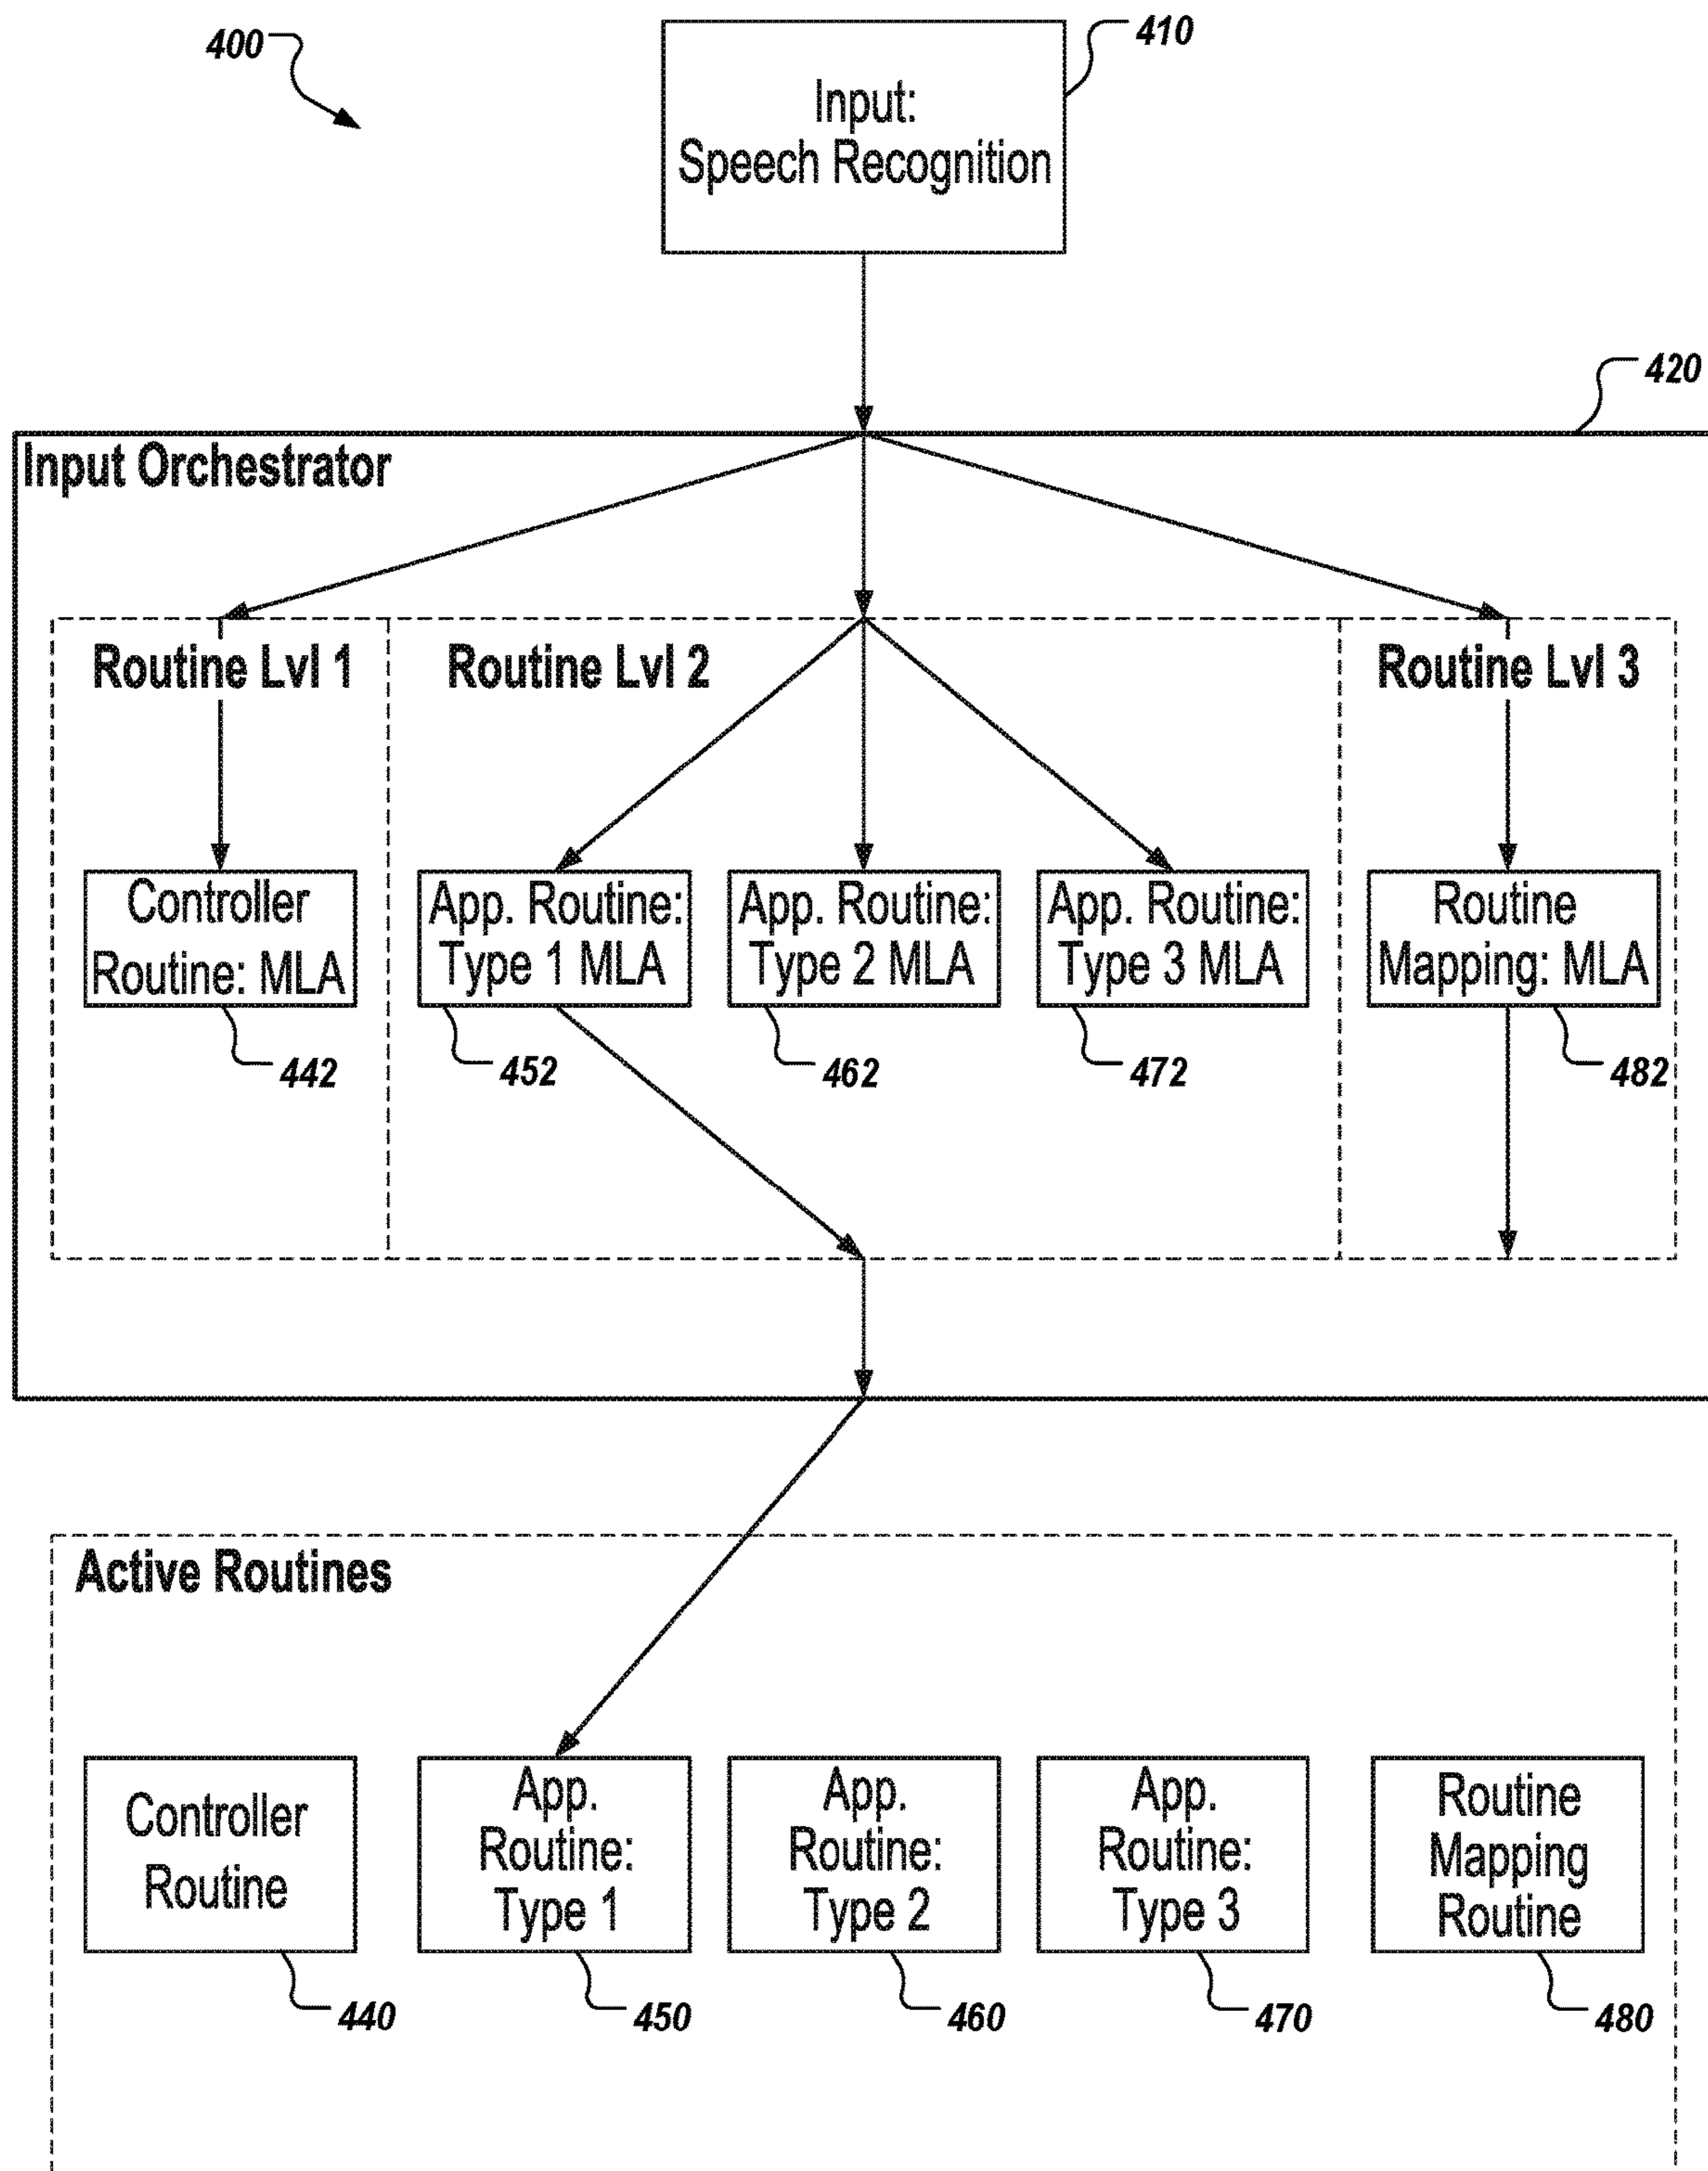 400
410
Input:
Speech Recognition
420
Input Orchestrator
Routine Lvl 1
Routine Lvl 2
Routine Lvl 3
Controller
Routine: MLA
App. Routine:
Type 1 MLA
App. Routine:
Type 2 MLA
App. Routine:
Type 3 MLA
Routine
Mapping: MLA
442
452
462
472
482
Active Routines
Controller
Routine
App.
Routine:
Type 1
App.
Routine:
Type 2
App.
Routine:
Type 3
Routine
Mapping
Routine
440
450
460
470
480